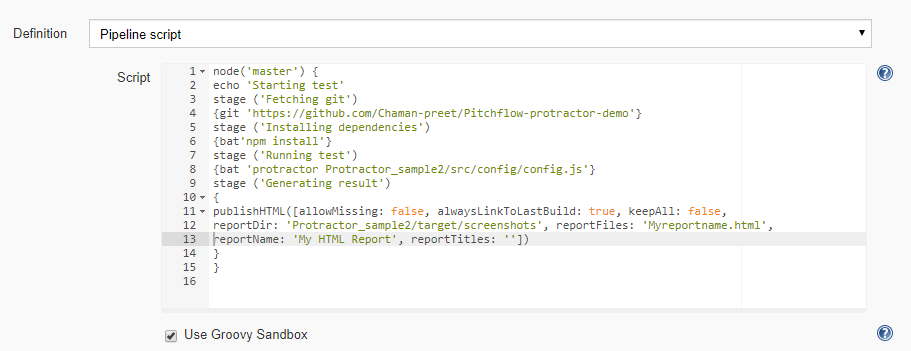 Definition
Pipeline script
Script
1 node('master') {
2 echo 'Starting test'
3 stage ('Fetching git')
4 {git 'https://github.com/Chaman-preet/Pitchflow-protractor-demo'}
5 stage ('Installing dependencies')
6 {bat'npm install'}
7 stage ('Running test')
8 {bat 'protractor Protractor_sample2/src/config/config.js'}
9 stage ('Generating result')
10 {
11 publishHTML([allowMissing: false, alwaysLinkToLastBuild: true, keepAll: false,
12 reportDir: 'Protractor_sample2/target/screenshots', reportFiles: 'Myreportname.html',
13 reportName: 'My HTML Report', reportTitles: ''])
14 }
15 }
16
Use Groovy Sandbox